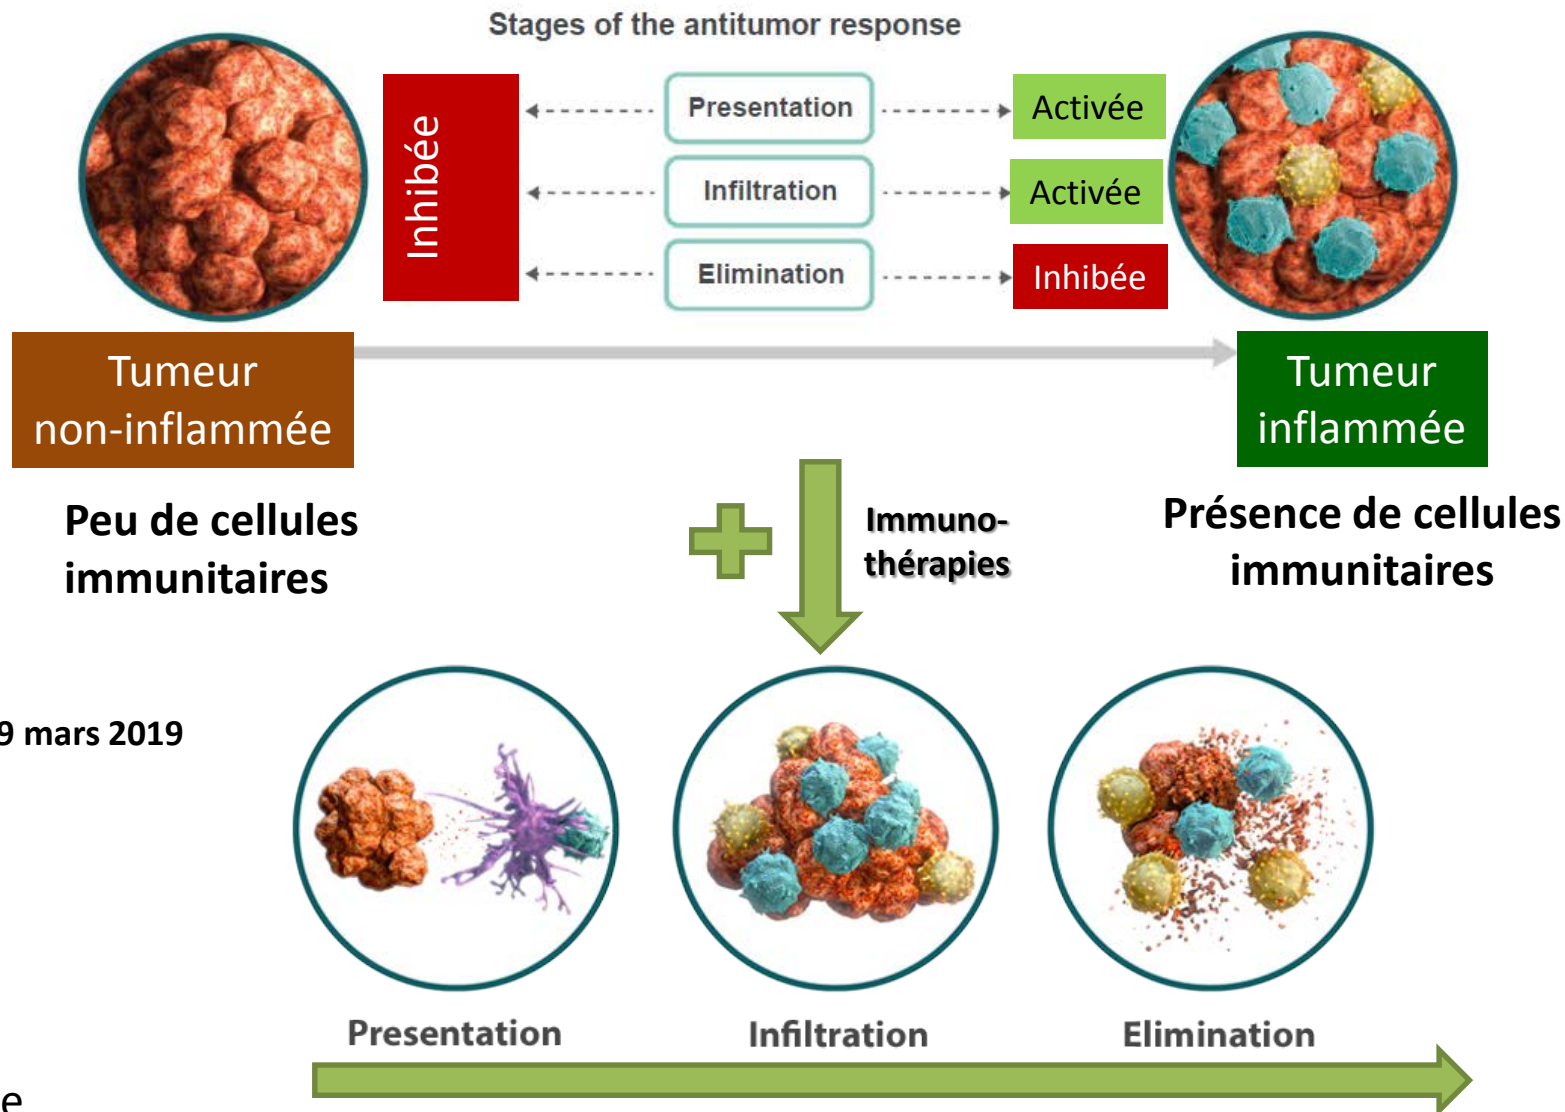 Stages of the antitumor response
Inhibée
Presentation
Activée
Infiltration
Activée
Elimination
Inhibée
Tumeur
non-inflammée
Tumeur
inflammée
Peu de cellules
immunitaires
Immuno-
thérapies
Présence de cellules
immunitaires
9 mars 2019
Presentation
Infiltration
Elimination
e